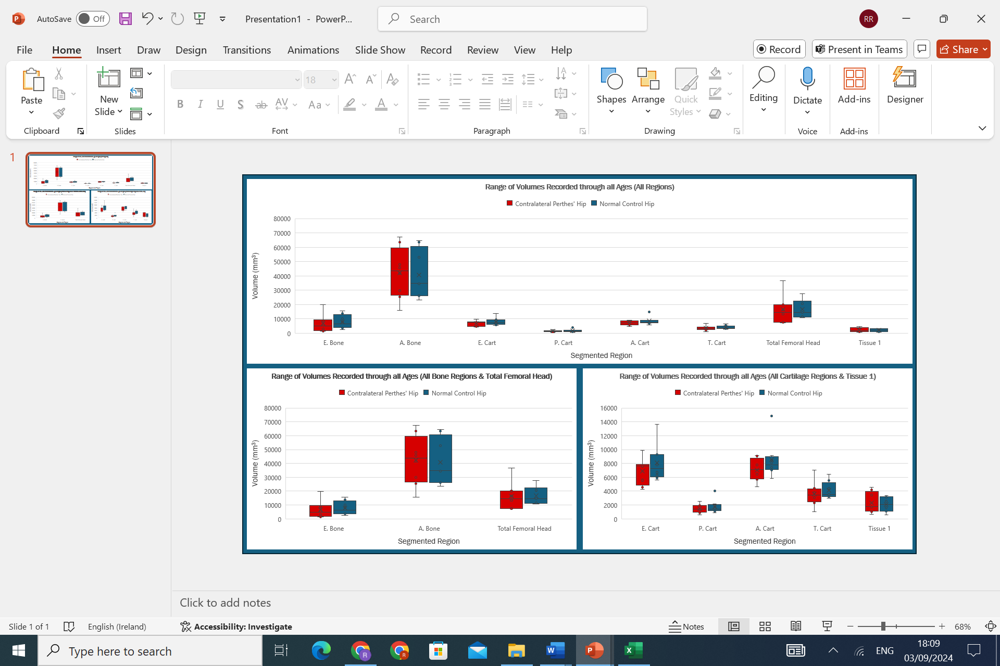 AutoSave
Off
Presentation1 - PowerP...
Search
RR
File
Home
Insert
Draw
Design
Transitions
Animations
Slide Show
Record
Review
View
Help
Record
Present in Teams
Share
Paste
New
Slide
18
Shapes
Arrange
Quick
Styles
Editing
Dictate
Add-ins
Designer
Clipboard
Slides
Font
Paragraph
Drawing
Voice
Add-ins
1
Range of Volumes Recorded through all Ages (All Regions)
Contralateral Perthes' Hip
Normal Control Hip
Volume (mm³)
80000
70000
60000
50000
40000
30000
20000
10000
0
E. Bone
A. Bone
E. Cart
P. Cart
A. Cart
T. Cart
Total Femoral Head
Tissue 1
Segmented Region
Range of Volumes Recorded through all Ages (All Bone Regions & Total Femoral Head)
Contralateral Perthes' Hip
Normal Control Hip
Volume (mm³)
80000
70000
60000
50000
40000
30000
20000
10000
0
E. Bone
A. Bone
Total Femoral Head
Segmented Region
Range of Volumes Recorded through all Ages (All Cartilage Regions & Tissue 1)
Contralateral Perthes' Hip
Normal Control Hip
Volume (mm³)
16000
14000
12000
10000
8000
6000
4000
2000
0
E. Cart
P. Cart
A. Cart
T. Cart
Tissue 1
Segmented Region
Click to add notes
Slide 1 of 1
English (Ireland)
Accessibility: Investigate
Notes
68%
Type here to search
ENG
18:09
03/09/2024